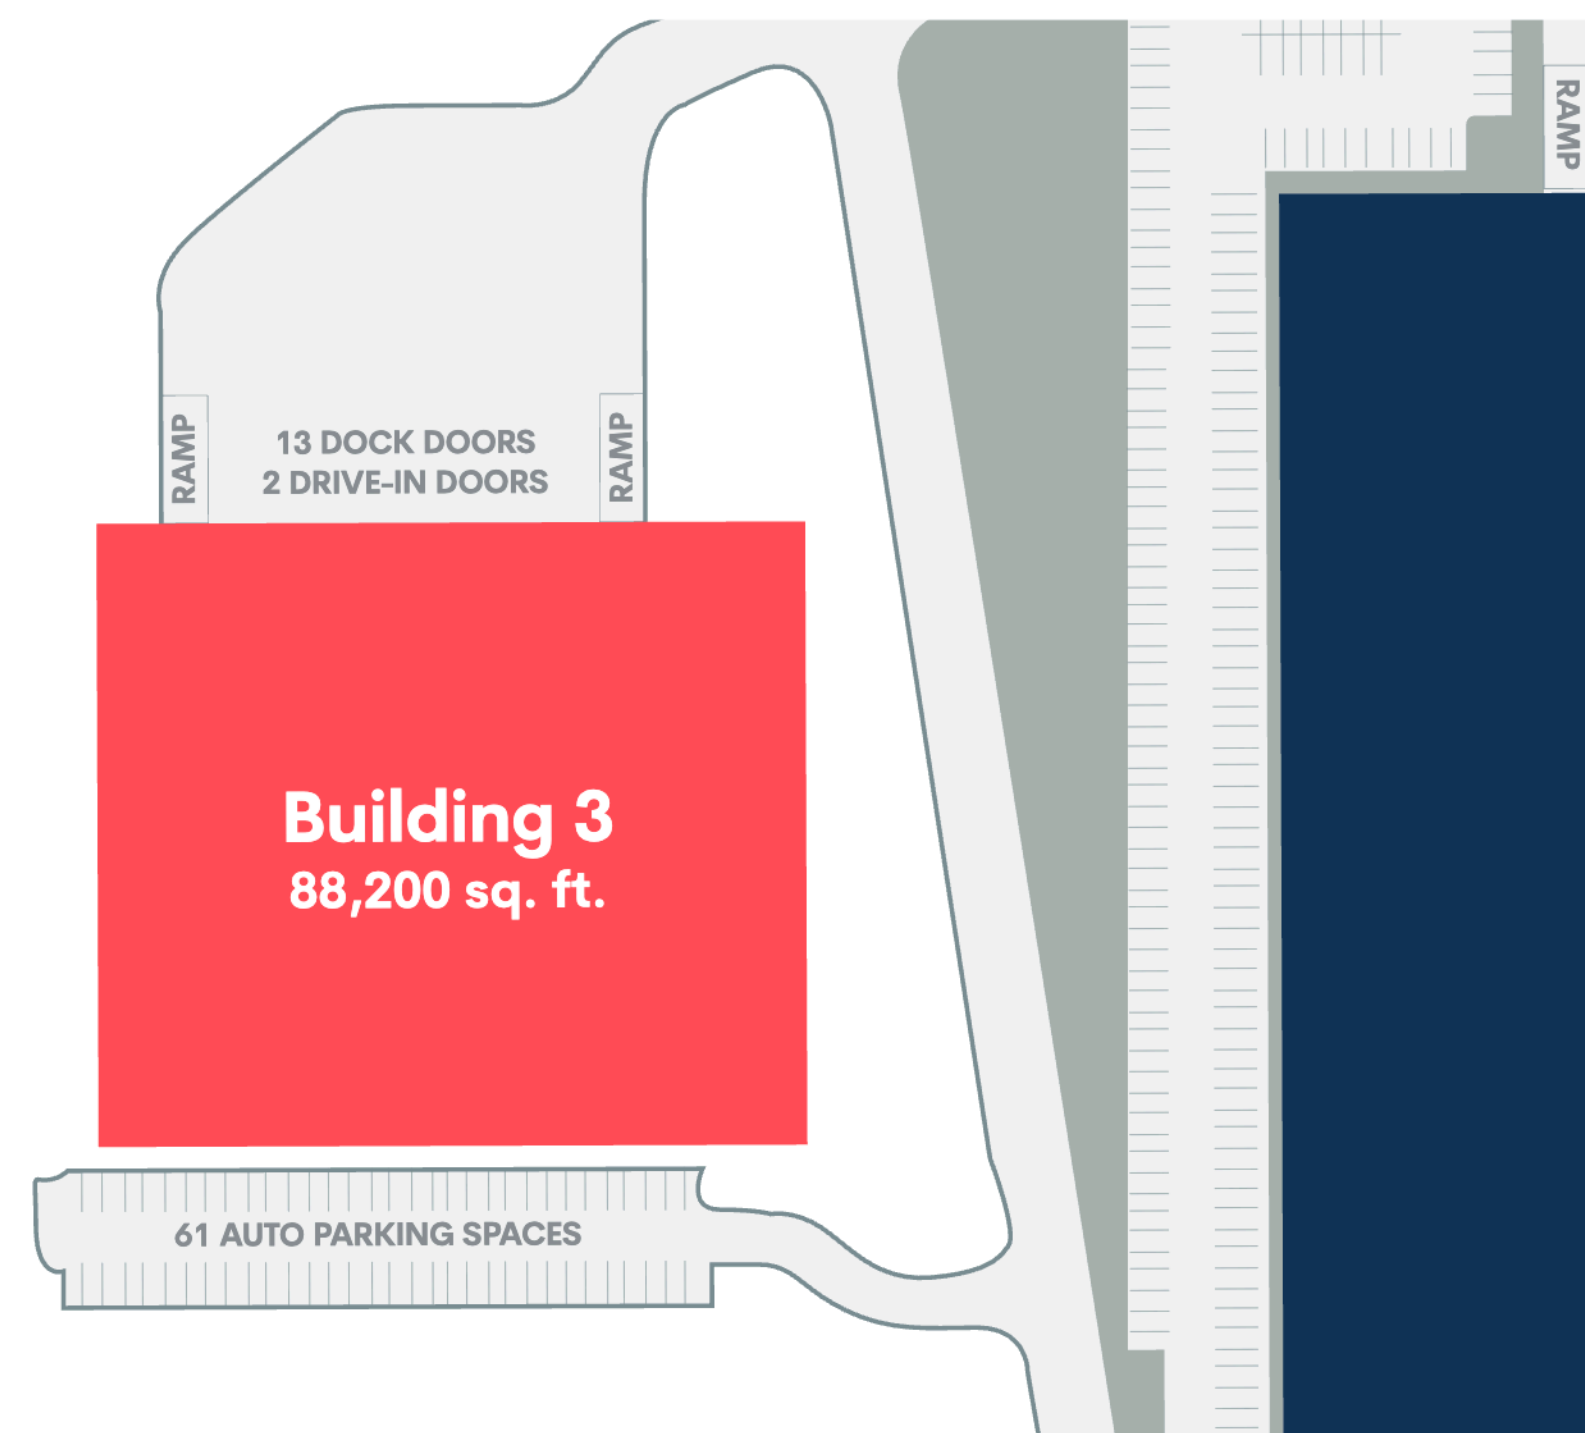 RAMP
RAMP
13 DOCK DOORS
2 DRIVE-IN DOORS
RAMP
Building 3
88,200 sq. ft.
61 AUTO PARKING SPACES